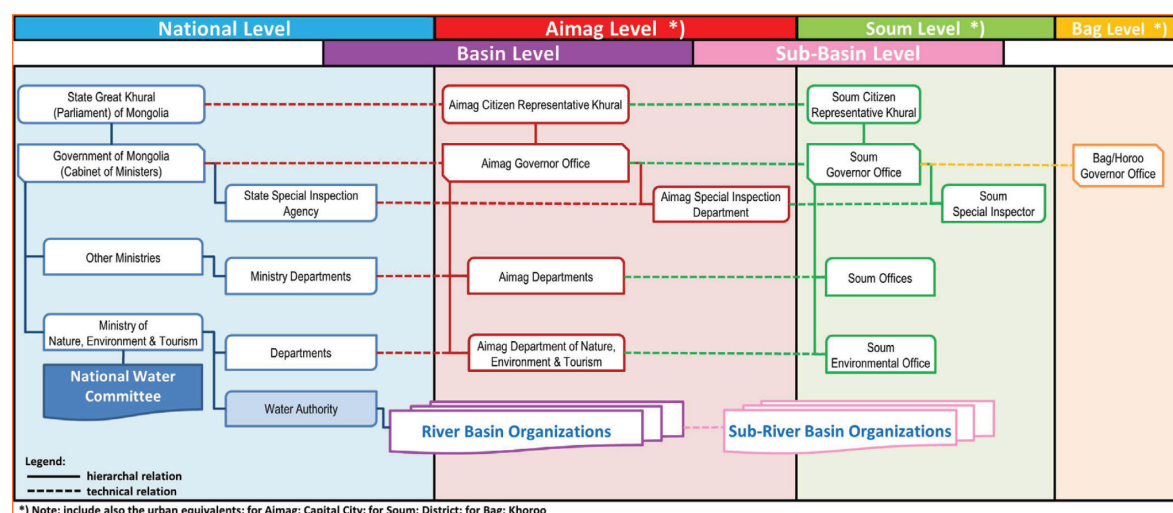 National Level
Aimag Level *)
Soum Level *)
Bag Level *)
Basin Level
Sub-Basin Level
State Great Khural
(Parliament) of Mongolia
Aimag Citizen Representative Khural
Soum Citizen
Representative Khural
Government of Mongolia
(Cabinet of Ministers)
Aimag Governor Office
Soum
Governor Office
Bag/Horoo
Governor Office
State Special Inspection
Agency
Aimag Special Inspection
Department
Soum
Special Inspector
Other Ministries
Ministry Departments
Aimag Departments
Soum Offices
Ministry of
Nature, Environment & Tourism
Departments
Aimag Department of Nature,
Environment & Tourism
Soum
Environmental Office
National Water
Committee
Water Authority
River Basin Organizations
Sub-River Basin Organizations
Legend:
hierarchal relation
technical relation
*) Note: include also the urban equivalents: for Aimag: Capital City; for Soum: District; for Bag: Khoroo